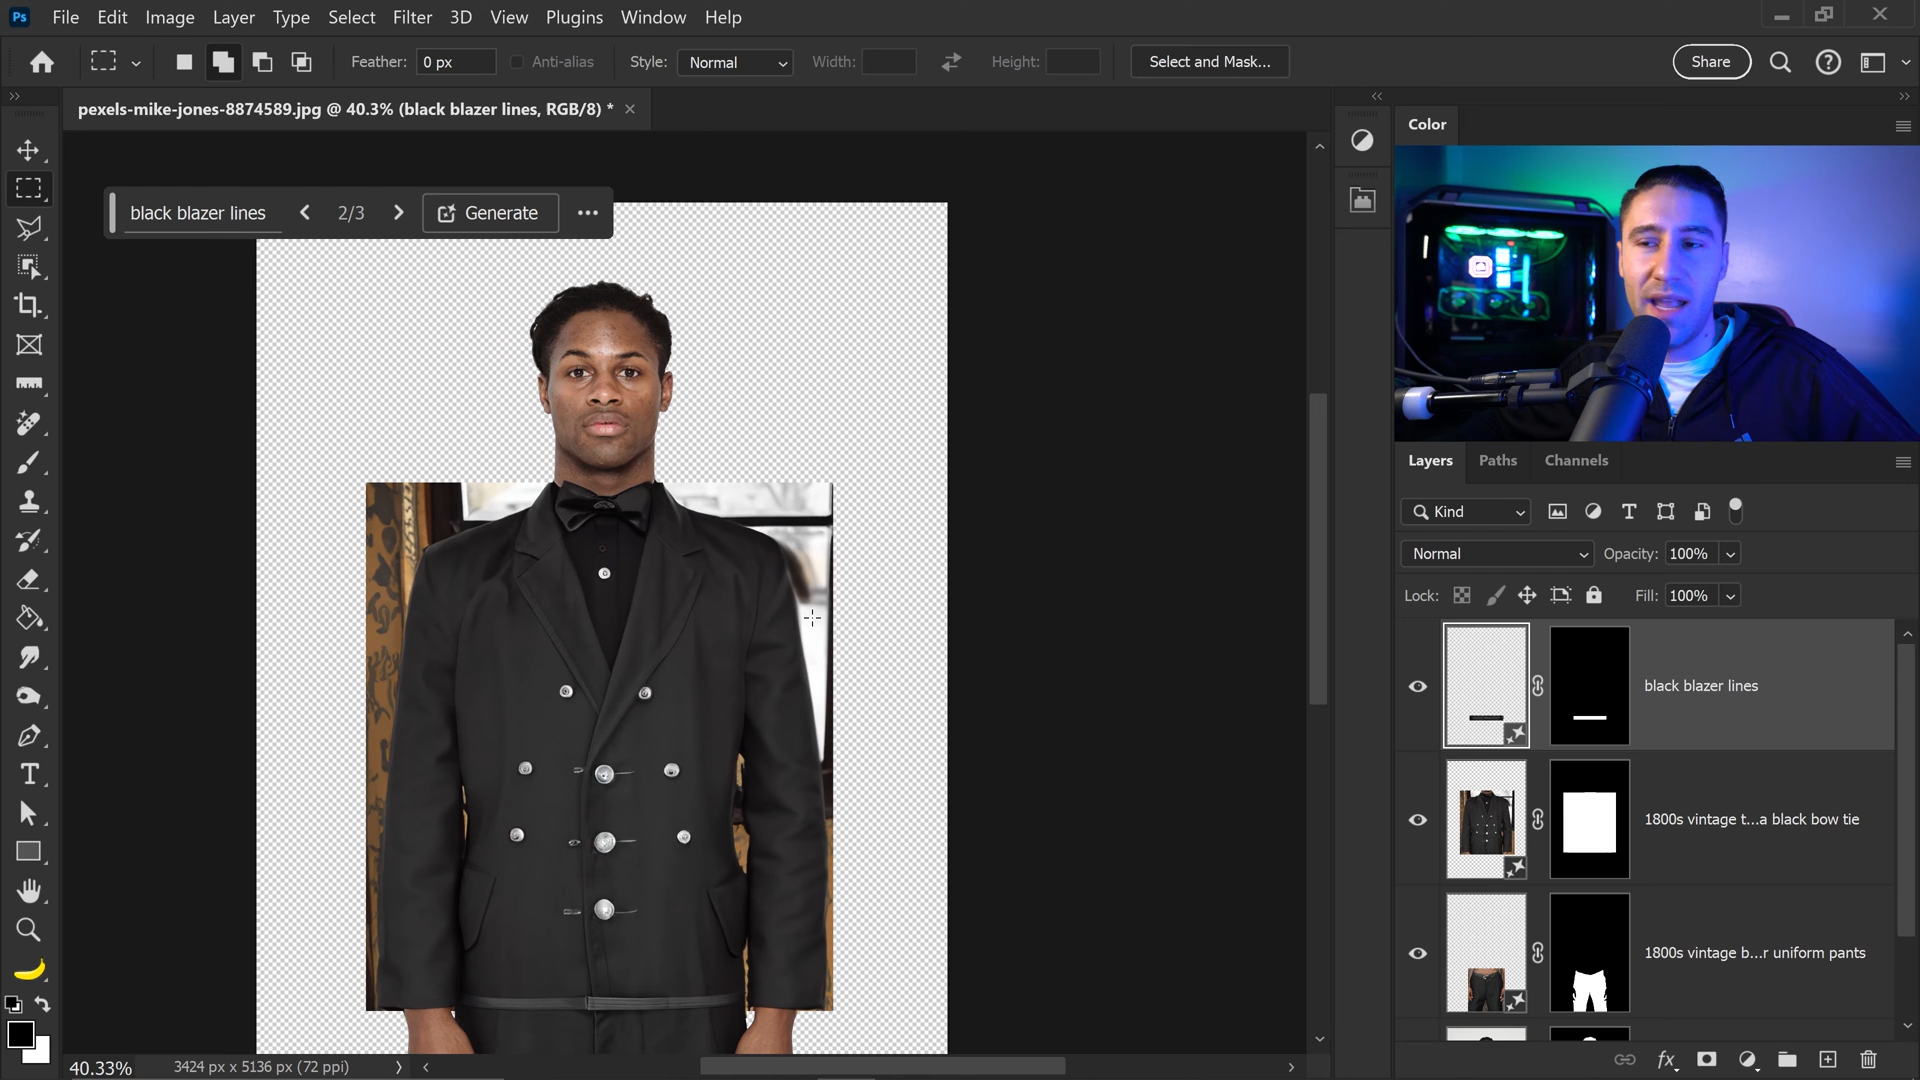 Ps File Edit Image Layer Type Select Filter 3D View Plugins Window Help
Feather: 0 px Anti-alias Style: Normal Width: Height: Select and Mask... Share
pexels-mike-jones-8874589.jpg @ 40.3% (black blazer lines, RGB/8) *
Color
black blazer lines 2/3 Generate
Layers Paths Channels
Kind
Normal Opacity: 100%
Lock: Fill: 100%
black blazer lines
1800s vintage t...a black bow tie
1800s vintage b...r uniform pants
40.33% 3424 px x 5136 px (72 ppi)
fx